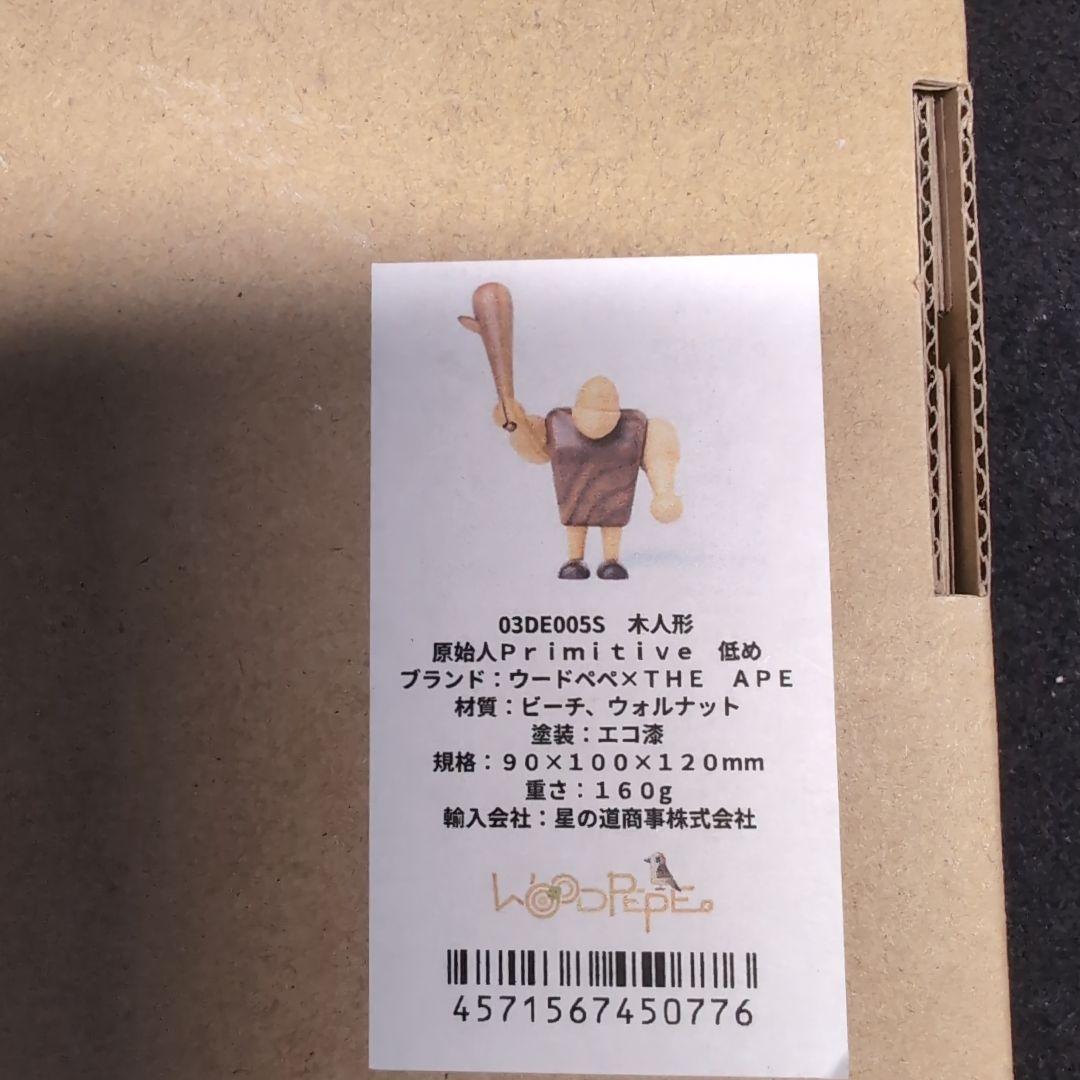 03DE005S　木人形
原始人Ｐｒｉｍｉｔｉｖｅ　低め
ブランド：ウードペペ×ＴＨＥ　ＡＰＥ
材質：ビーチ、ウォルナット
塗装：エコ漆
規格：９０×１００×１２０mm
重さ：１６０g
輸入会社：星の道商事株式会社
WOODPEPE
4571567450776